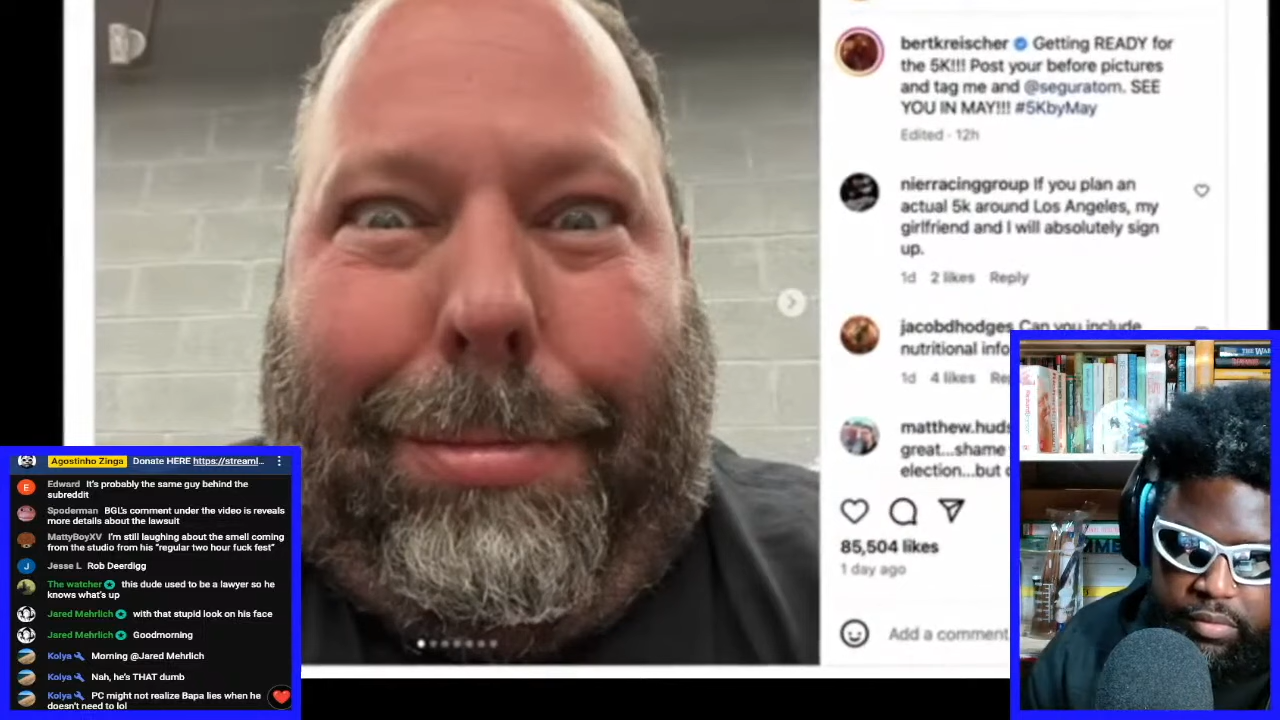 bertkreischer Getting READY for
the 5K!!! Post your before pictures
and tag me and @seguratom. SEE
YOU IN MAY!!! #5KbyMay
Edited · 12h
nierracinggroup If you plan an
actual 5k around Los Angeles, my
girlfriend and I will absolutely sign
up.
1d 2 likes Reply
jacobdhodges Can you include
nutritional info
1d 4 likes Re
matthew.huds
great...shame
election...but
85,504 likes
1 day ago
Add a comment
Agostinho Zinga Donate HERE https://streaml...
Edward It's probably the same guy behind the
subreddit
Spoderman BGL's comment under the video is reveals
more details about the lawsuit
MattyBoyXV I'm still laughing about the smell coming
from the studio from his "regular two hour fuck fest"
Jesse L Rob Deerdigg
The watcher this dude used to be a lawyer so he
knows what's up
Jared Mehrlich with that stupid look on his face
Jared Mehrlich Goodmorning
Kolya Morning @Jared Mehrlich
Kolya Nah, he's THAT dumb
Kolya PC might not realize Bapa lies when he
doesn't need to lol
THE WAR